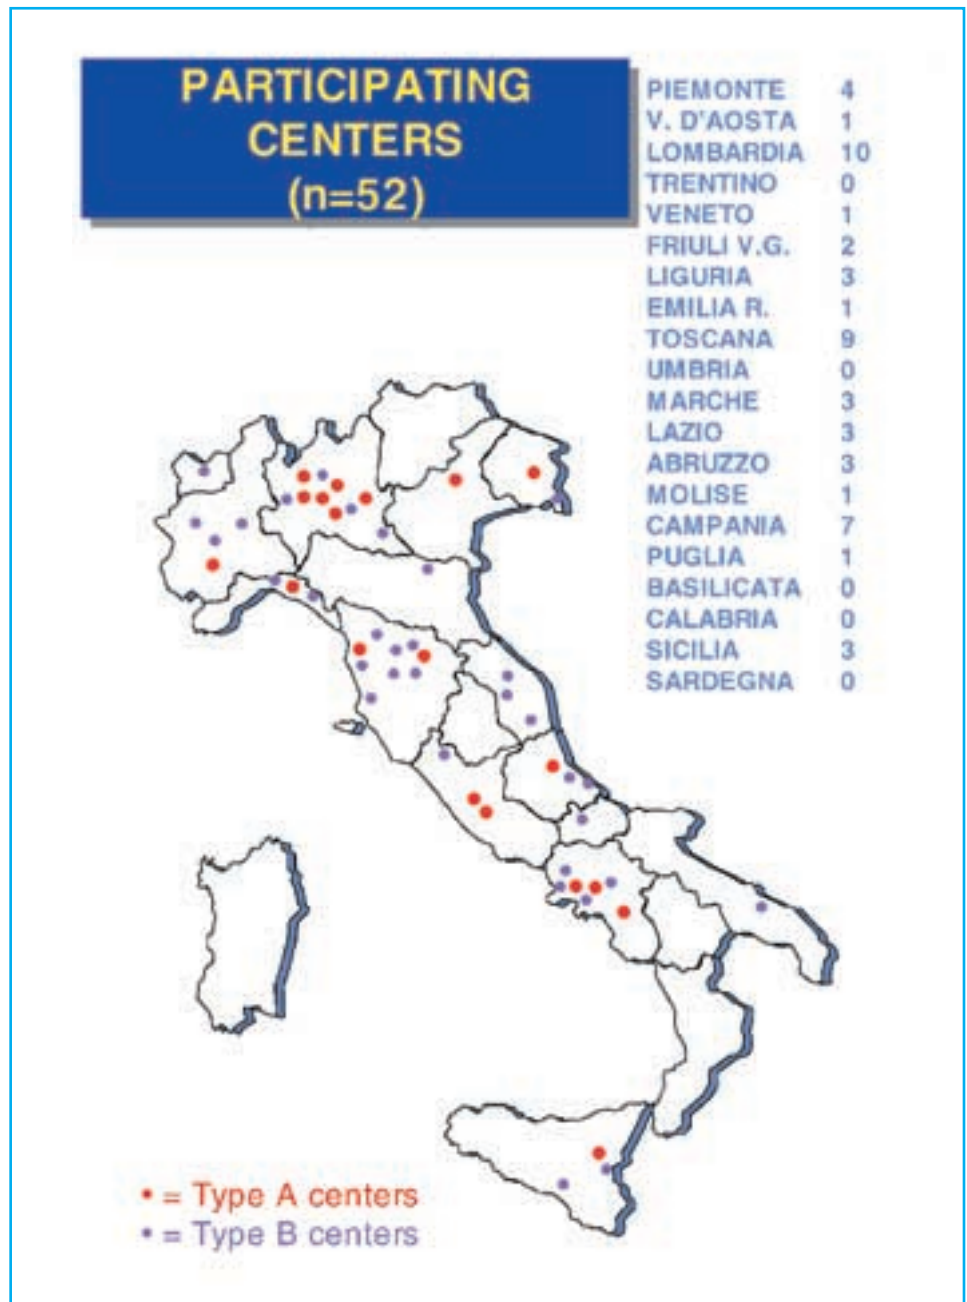 PARTICIPATING
CENTERS
(n=52)
PIEMONTE 4
V. D'AOSTA 1
LOMBARDIA 10
TRENTINO 0
VENETO 1
FRIULI V.G. 2
LIGURIA 3
EMILIA R. 1
TOSCANA 9
UMBRIA 0
MARCHE 3
LAZIO 3
ABRUZZO 3
MOLISE 1
CAMPANIA 7
PUGLIA 1
BASILICATA 0
CALABRIA 0
SICILIA 3
SARDEGNA 0
• = Type A centers
• = Type B centers